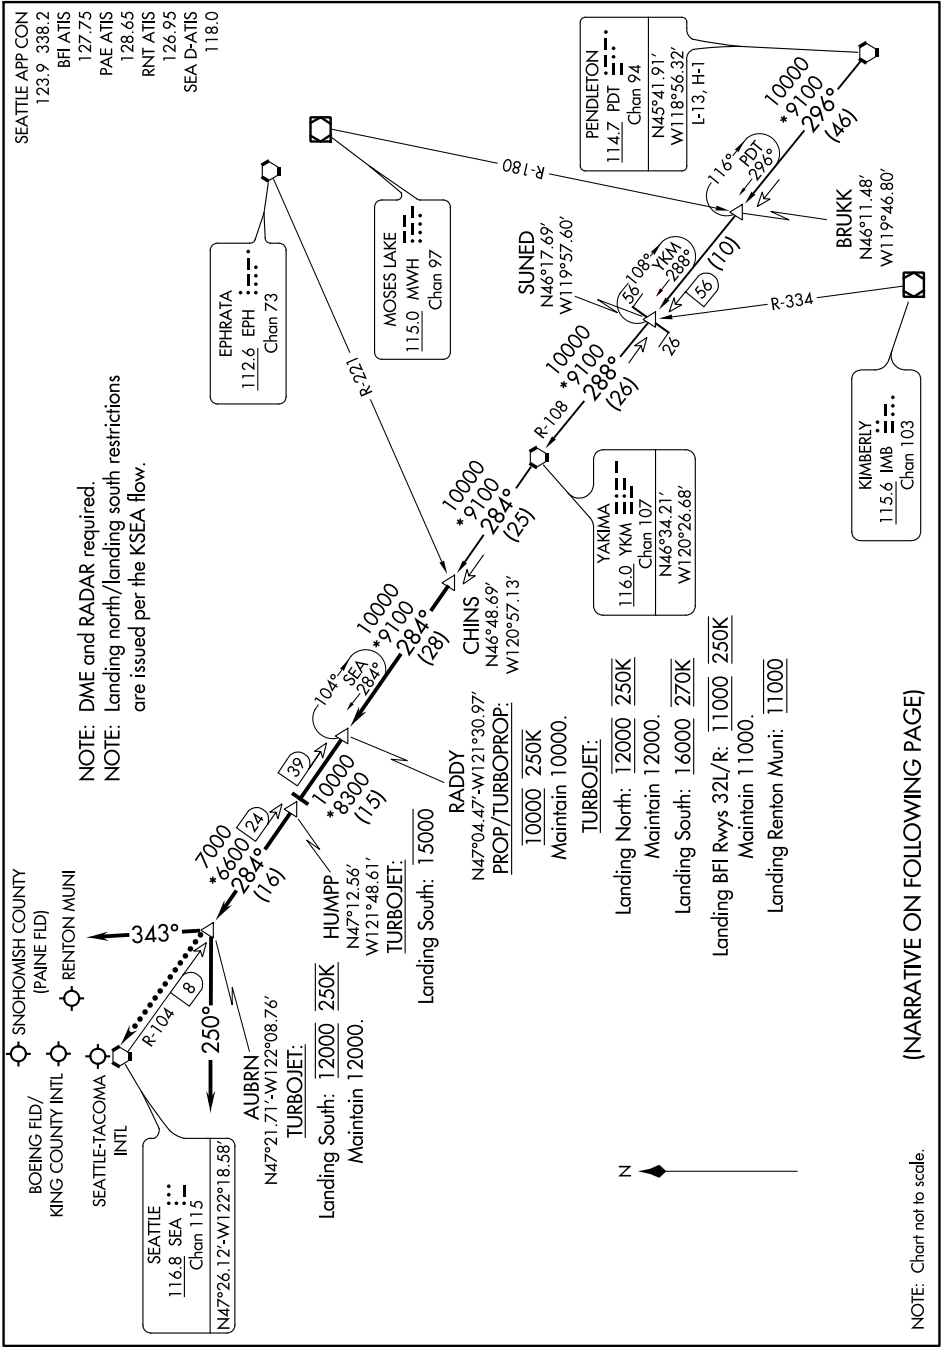 SEATTLE APP CON
123.9 338.2
BFI ATIS
127.75
PAE ATIS
128.65
RNT ATIS
126.95
SEA D-ATIS
118.0
NOTE: DME and RADAR required.
NOTE: Landing north/landing south restrictions
are issued per the KSEA flow.
SNOHOMISH COUNTY
(PAINE FLD)
RENTON MUNI
BOEING FLD/
KING COUNTY INTL
SEATTLE-TACOMA
INTL
SEATTLE
116.8 SEA
Chan 115
N47°26.12'-W122°18.58'
R-104
8
343°
250°
AUBRN
N47°21.71'-W122°08.76'
TURBOJET:
Landing South: 12000 250K
Maintain 12000.
7000
*6600
284°
(16)
24
HUMPP
N47°12.56'
W121°48.61'
TURBOJET:
Landing South: 15000
39
10000
*8300
(15)
RADDY
N47°04.47'-W121°30.97'
PROP/TURBOPROP:
10000 250K
Maintain 10000.
TURBOJET:
Landing North: 12000 250K
Maintain 12000.
Landing South: 16000 270K
Landing BFI Rwys 32L/R: 11000 250K
Maintain 11000.
Landing Renton Muni: 11000
104°
SEA
284°
10000
*9100
284°
(28)
CHINS
N46°48.69'
W120°57.13'
R-221
EPHRATA
112.6 EPH
Chan 73
MOSES LAKE
115.0 MWH
Chan 97
R-180
10000
*9100
284°
(25)
YAKIMA
116.0 YKM
Chan 107
N46°34.21'
W120°26.68'
R-108
10000
*9100
288°
(26)
SUNED
N46°17.69'
W119°57.60'
56
108°
YKM
288°
26
56
(10)
R-334
KIMBERLY
115.6 IMB
Chan 103
BRUKK
N46°11.48'
W119°46.80'
116°
PDT
296°
10000
*9100
296°
(46)
PENDLETON
114.7 PDT
Chan 94
N45°41.91'
W118°56.32'
L-13, H-1
N
(NARRATIVE ON FOLLOWING PAGE)
NOTE: Chart not to scale.